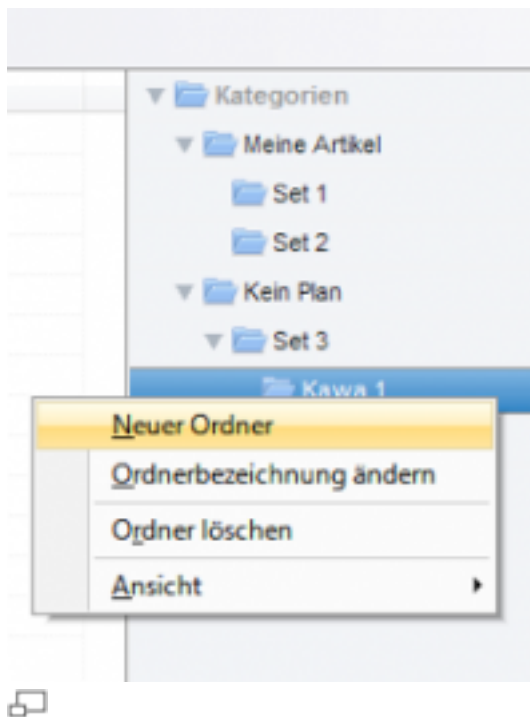 Kategorien
Meine Artikel
Set 1
Set 2
Kein Plan
Set 3
Kawa 1
Neuer Ordner
Ordnerbezeichnung ändern
Ordner löschen
Ansicht